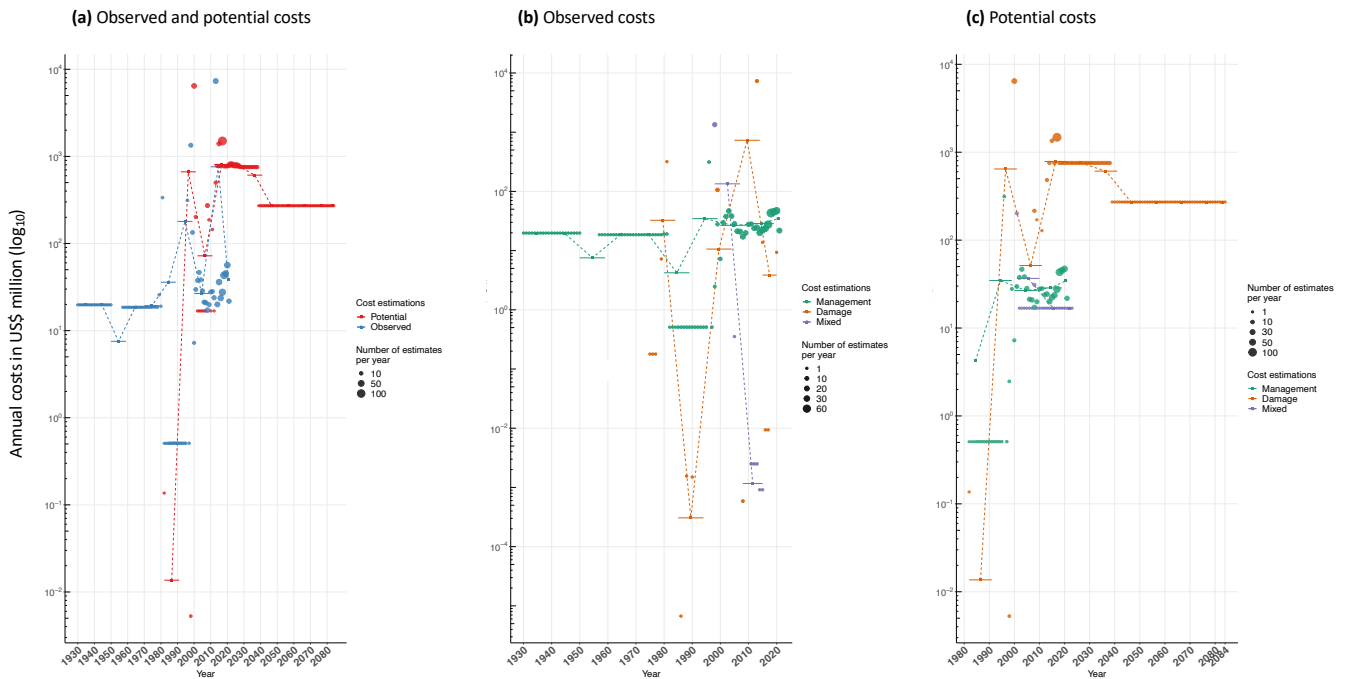 (a) Observed and potential costs
(b) Observed costs
(c) Potential costs
Annual costs in US$ million (log10)
10^4
10^3
10^2
10^1
10^0
10^−1
10^−2
1930 1940 1950 1960 1970 1980 1990 2000 2010 2020 2030 2040 2050 2060 2070 2080
Year
Cost estimations
Potential
Observed
Number of estimates
per year
10
50
100
10^4
10^2
10^0
10^−2
10^−4
1930 1940 1950 1960 1970 1980 1990 2000 2010 2020
Year
Cost estimations
Management
Damage
Mixed
Number of estimates
per year
1
10
20
30
60
10^4
10^3
10^2
10^1
10^0
10^−1
10^−2
1980 1990 2000 2010 2020 2030 2040 2050 2060 2070 2080 2084
Year
Number of estimates
per year
1
10
30
50
100
Cost estimations
Management
Damage
Mixed